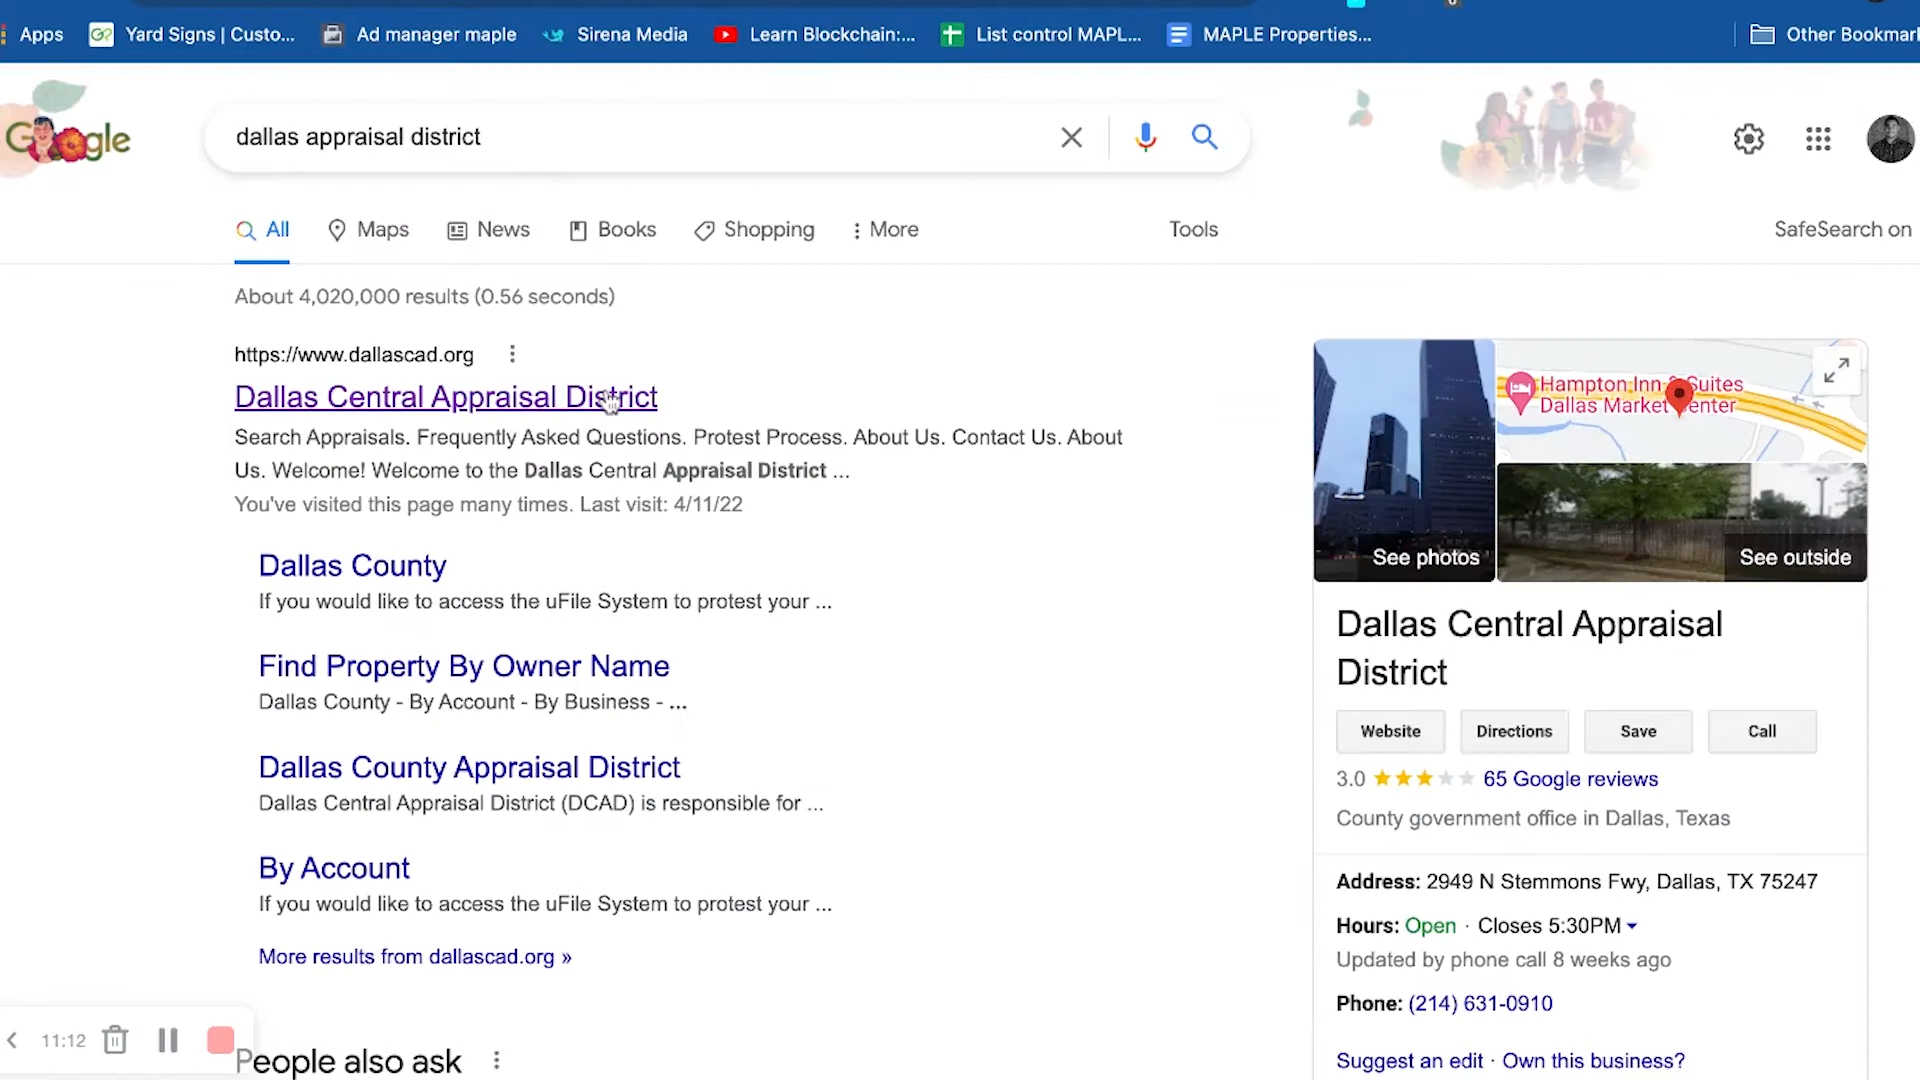 Apps
Yard Signs | Custo...
Ad manager maple
Sirena Media
Learn Blockchain:...
List control MAPL...
MAPLE Properties...
Other Bookmar
Google
dallas appraisal district
All
Maps
News
Books
Shopping
More
Tools
SafeSearch on
About 4,020,000 results (0.56 seconds)
https://www.dallascad.org
Dallas Central Appraisal District
Search Appraisals. Frequently Asked Questions. Protest Process. About Us. Contact Us. About
Us. Welcome! Welcome to the Dallas Central Appraisal District ...
You've visited this page many times. Last visit: 4/11/22
Dallas County
If you would like to access the uFile System to protest your ...
Find Property By Owner Name
Dallas County - By Account - By Business - ...
Dallas County Appraisal District
Dallas Central Appraisal District (DCAD) is responsible for ...
By Account
If you would like to access the uFile System to protest your ...
More results from dallascad.org »
People also ask
11:12
Hampton Inn & Suites
Dallas Market Center
See photos
See outside
Dallas Central Appraisal
District
Website
Directions
Save
Call
3.0
65 Google reviews
County government office in Dallas, Texas
Address: 2949 N Stemmons Fwy, Dallas, TX 75247
Hours: Open · Closes 5:30PM
Updated by phone call 8 weeks ago
Phone: (214) 631-0910
Suggest an edit · Own this business?